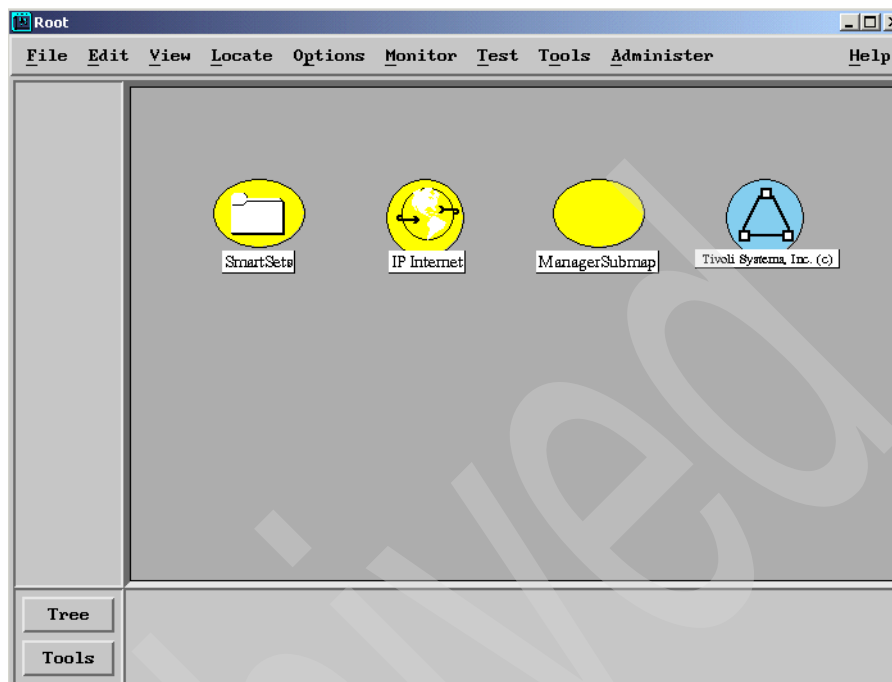 Root
File Edit View Locate Options Monitor Test Tools Administer Help
SmartSets
IP Internet
ManagerSubmap
Tivoli Systems, Inc. (c)
Tree
Tools
hived